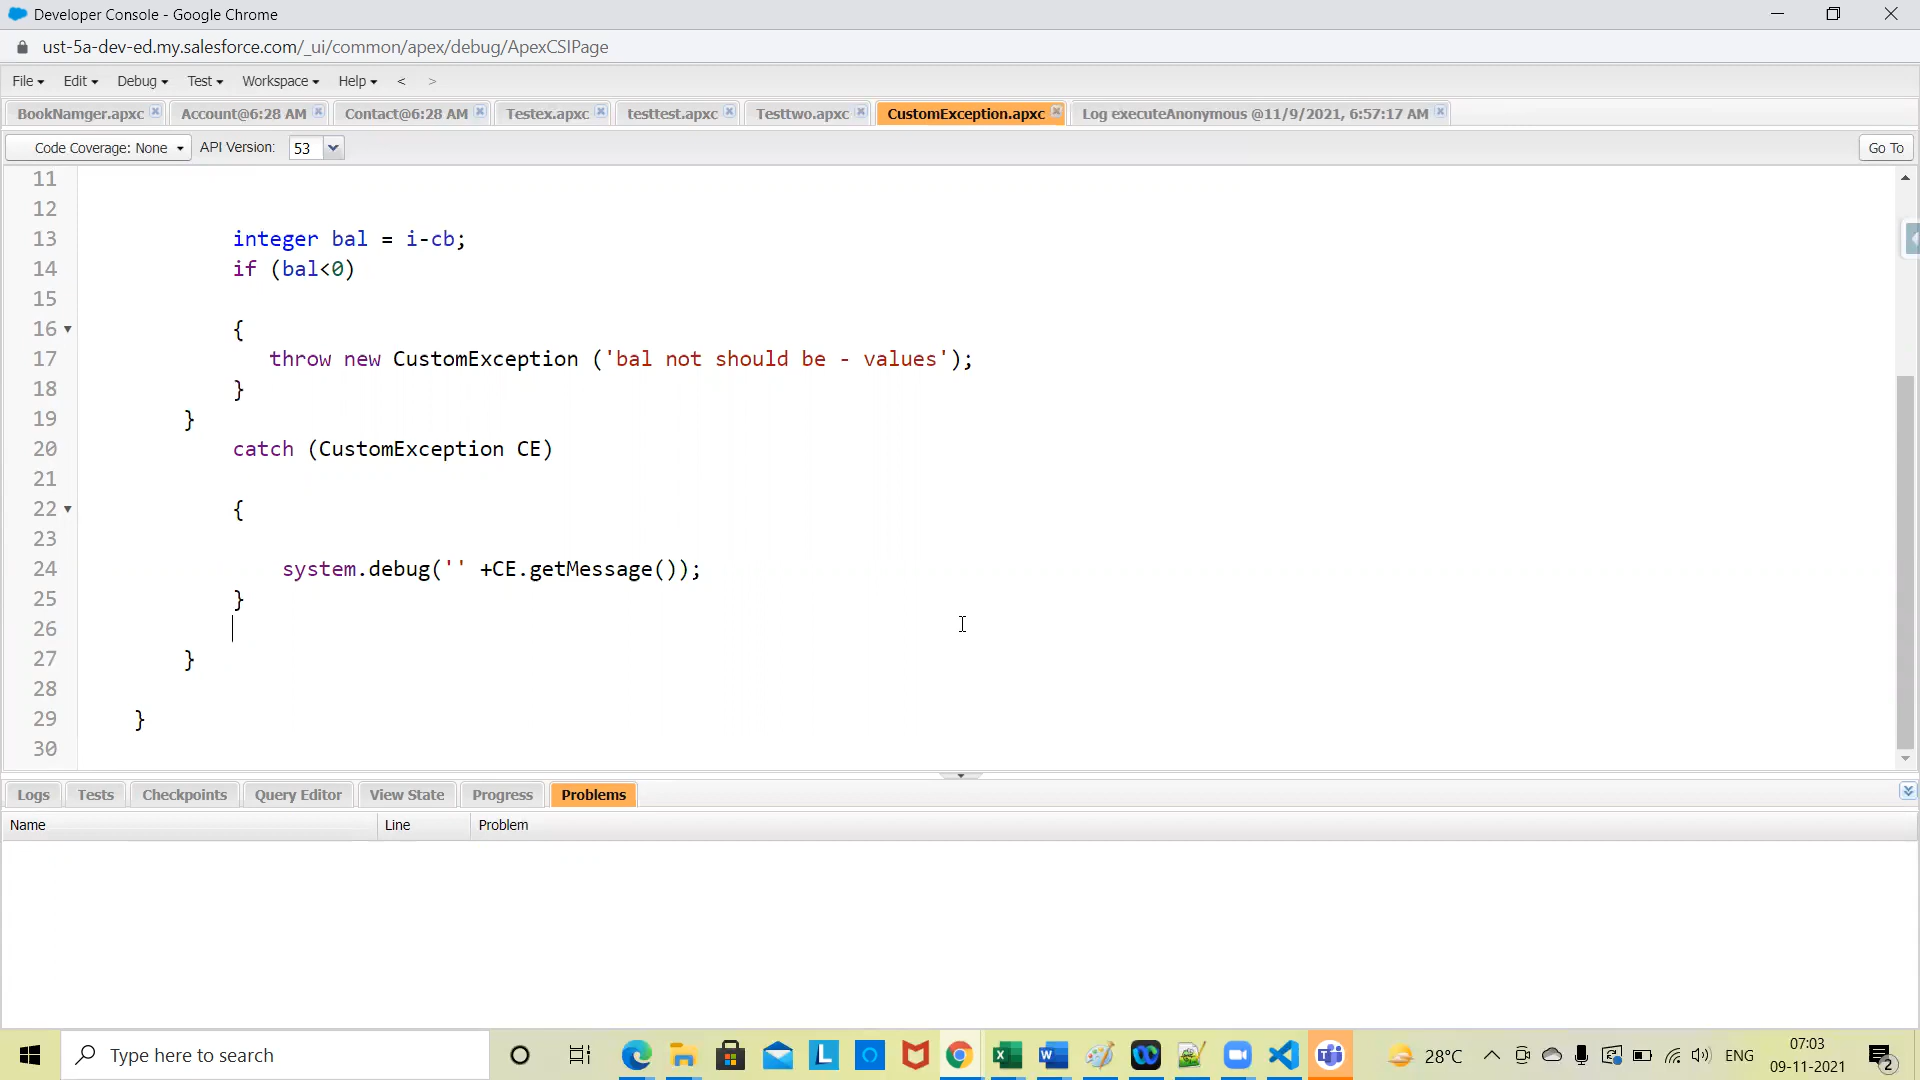 Developer Console - Google Chrome
ust-5a-dev-ed.my.salesforce.com/_ui/common/apex/debug/ApexCSIPage
File Edit Debug Test Workspace Help < >
BookNamger.apxc Account@6:28 AM Contact@6:28 AM Testex.apxc testtest.apxc Testtwo.apxc CustomException.apxc Log executeAnonymous @11/9/2021, 6:57:17 AM
Code Coverage: None API Version: 53 Go To
11
12
13 integer bal = i-cb;
14 if (bal<0)
15
16 {
17 throw new CustomException ('bal not should be - values');
18 }
19 }
20 catch (CustomException CE)
21
22 {
23
24 system.debug('' +CE.getMessage());
25 }
26
27 }
28
29 }
30
Logs Tests Checkpoints Query Editor View State Progress Problems
Name Line Problem
Type here to search
28°C ENG 07:03
09-11-2021
2